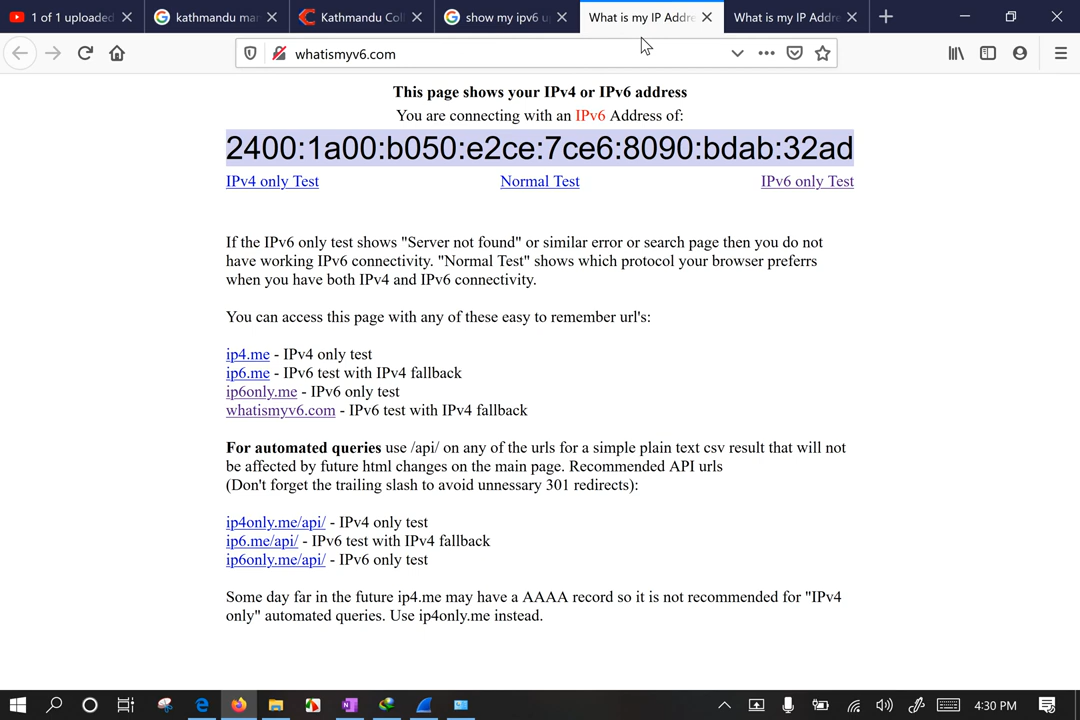 1 of 1 uploaded
kathmandu mar
Kathmandu Coll
show my ipv6 u
What is my IP Addre
What is my IP Addre
whatismyv6.com
This page shows your IPv4 or IPv6 address
You are connecting with an IPv6 Address of:
2400:1a00:b050:e2ce:7ce6:8090:bdab:32ad
IPv4 only Test Normal Test IPv6 only Test
If the IPv6 only test shows "Server not found" or similar error or search page then you do not
have working IPv6 connectivity. "Normal Test" shows which protocol your browser preferrs
when you have both IPv4 and IPv6 connectivity.
You can access this page with any of these easy to remember url's:
ip4.me - IPv4 only test
ip6.me - IPv6 test with IPv4 fallback
ip6only.me - IPv6 only test
whatismyv6.com - IPv6 test with IPv4 fallback
For automated queries use /api/ on any of the urls for a simple plain text csv result that will not
be affected by future html changes on the main page. Recommended API urls
(Don't forget the trailing slash to avoid unnessary 301 redirects):
ip4only.me/api/ - IPv4 only test
ip6.me/api/ - IPv6 test with IPv4 fallback
ip6only.me/api/ - IPv6 only test
Some day far in the future ip4.me may have a AAAA record so it is not recommended for "IPv4
only" automated queries. Use ip4only.me instead.
4:30 PM